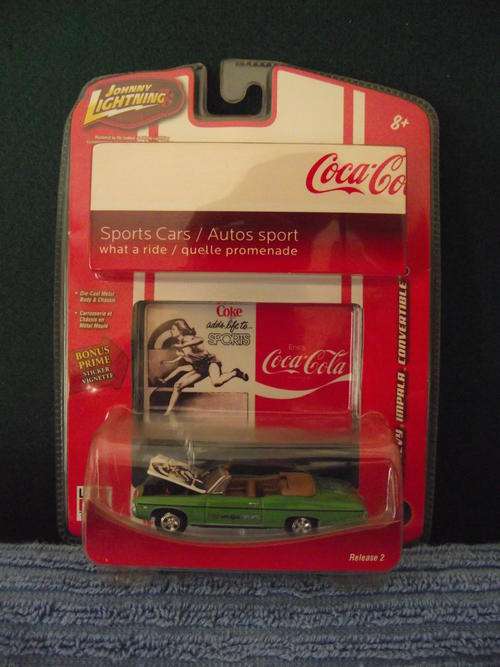 JOHNNY
LIGHTNING
8+
Coca-Co
Sports Cars / Autos sport
what a ride / quelle promenade
• Die-Cast Metal
Body & Chassis
• Carrosserie et
Châssis en
Métal Moulé
BONUS
PRIME
STICKER
VIGNETTE
Coke
adds life to...
SPORTS
Enjoy
Coca-Cola
VY IMPALA CONVERTIBLE
Release 2